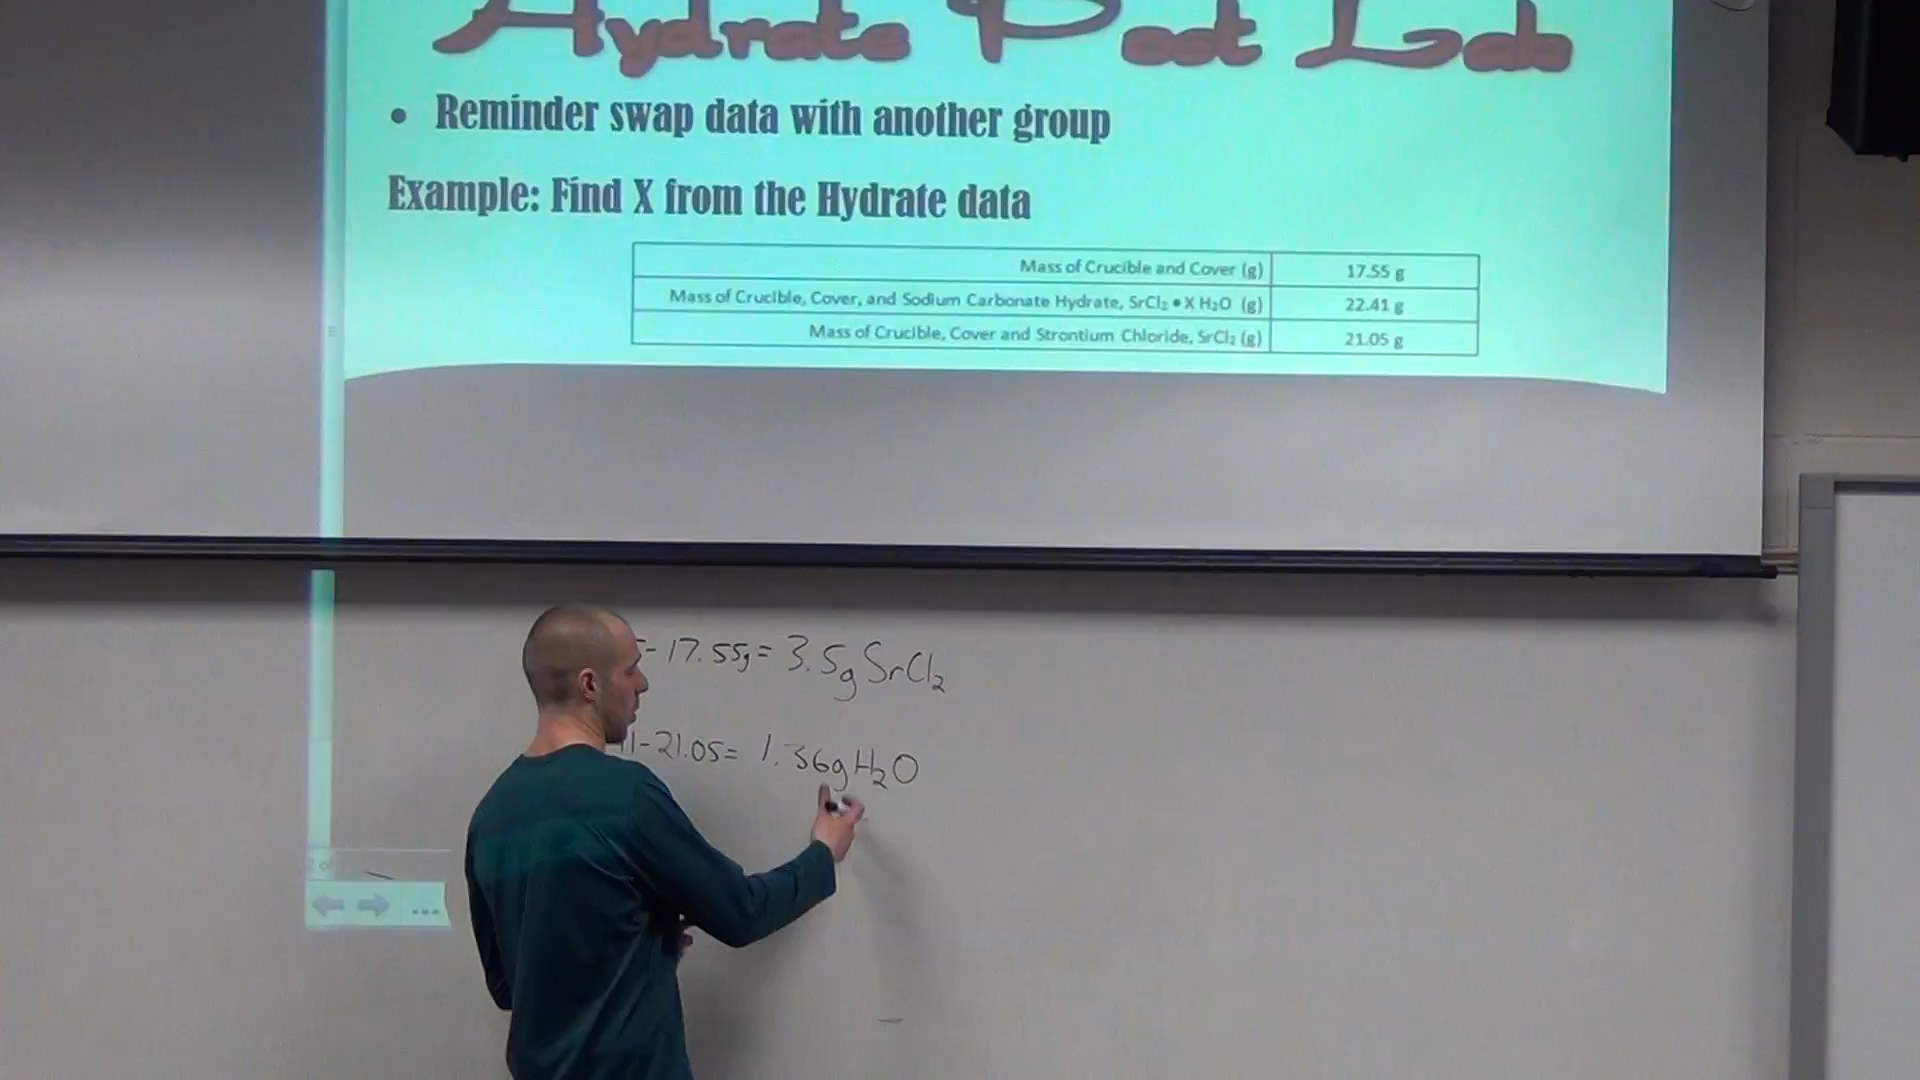 Hydrate Post Lab
• Reminder swap data with another group
Example: Find X from the Hydrate data
Mass of Crucible and Cover (g) 17.55 g
Mass of Crucible, Cover, and Sodium Carbonate Hydrate, SrCl₂ • X H₂O (g) 22.41 g
Mass of Crucible, Cover and Strontium Chloride, SrCl₂ (g) 21.05 g
-17.55g= 3.5g SrCl₂
-21.05= 1.36g H₂O